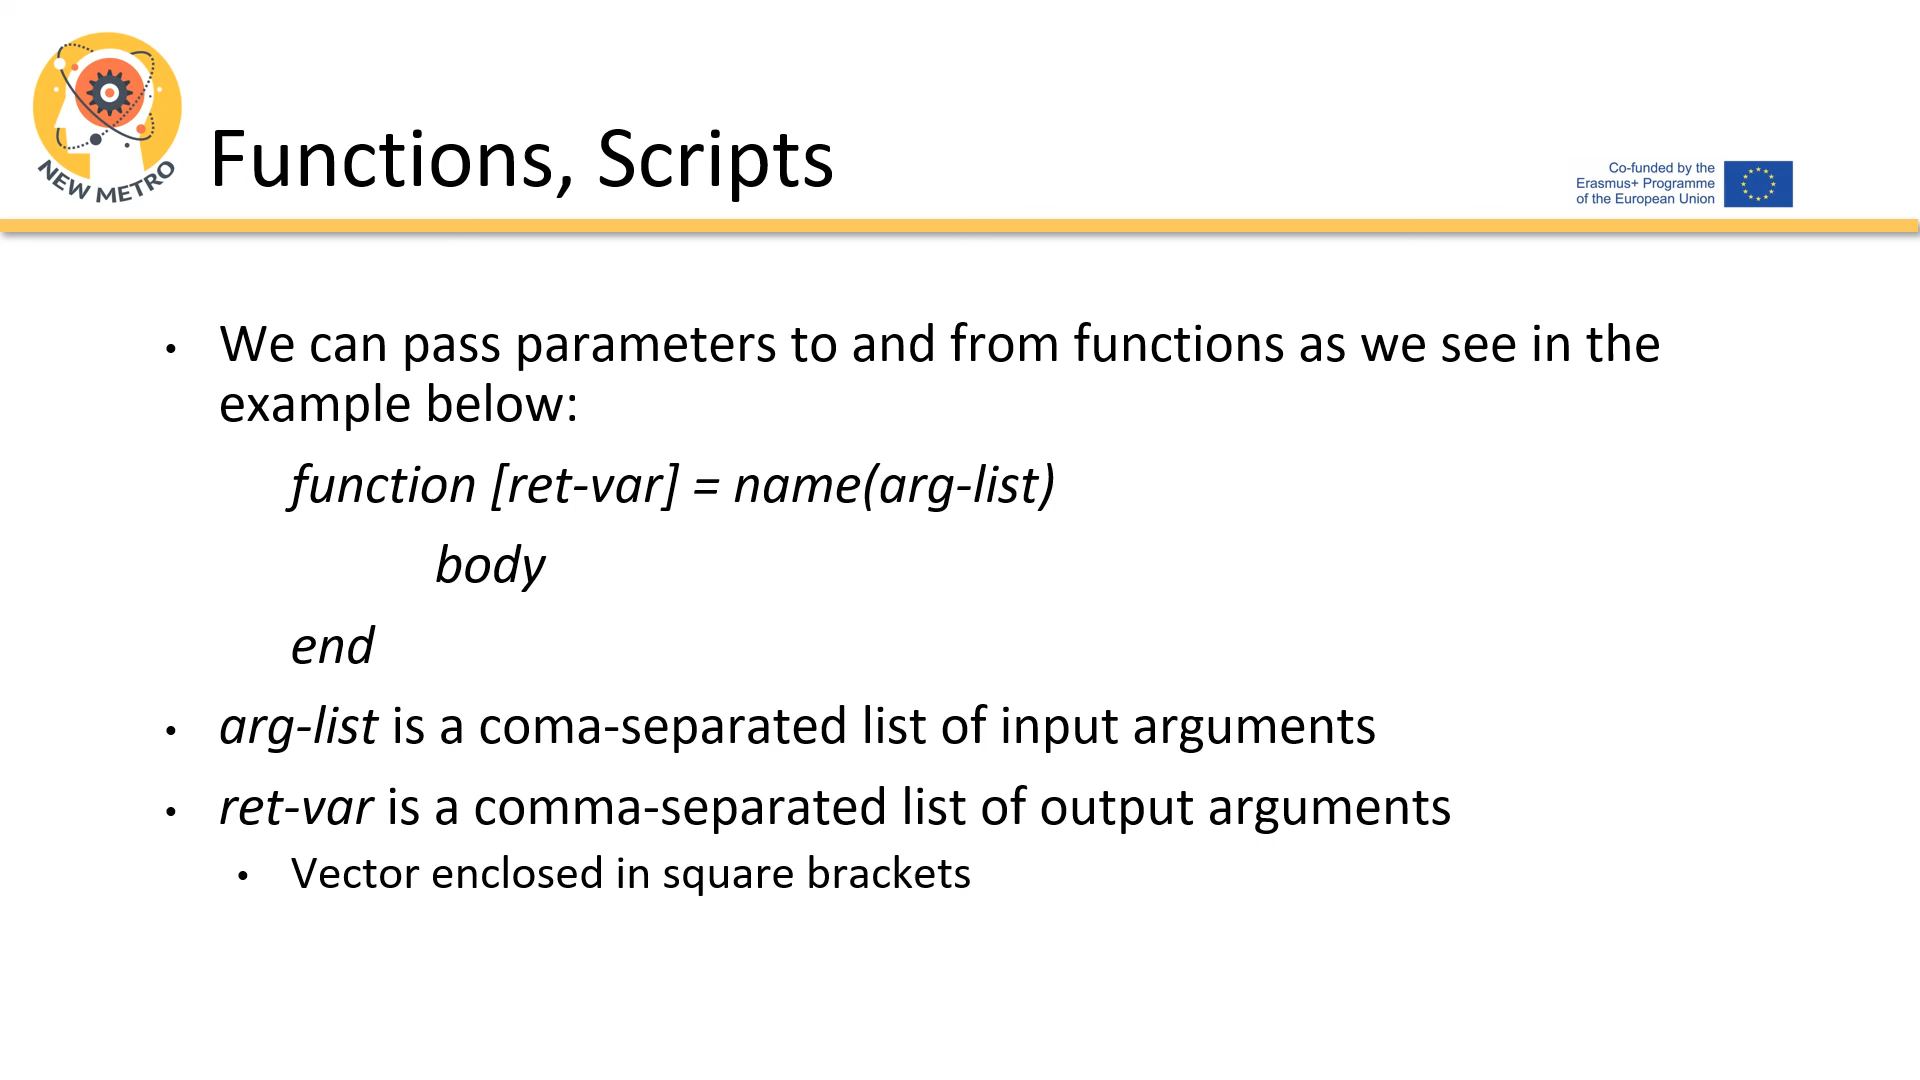 NEW METRO
Functions, Scripts
Co-funded by the
Erasmus+ Programme
of the European Union
• We can pass parameters to and from functions as we see in the
example below:
function [ret-var] = name(arg-list)
body
end
• arg-list is a coma-separated list of input arguments
• ret-var is a comma-separated list of output arguments
• Vector enclosed in square brackets